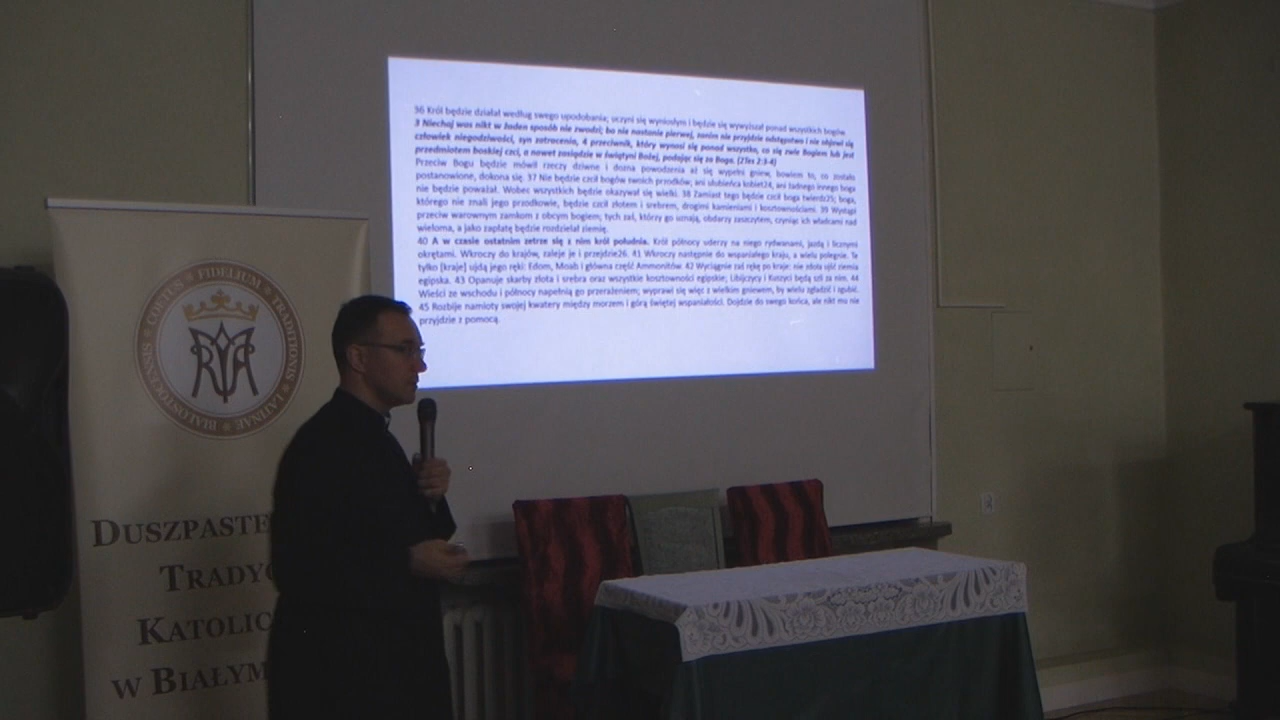 36 Król będzie działał według swego upodobania; uczyni się wyniosłym i będzie się wywyższał ponad wszystkich bogów.
3 Niechaj was nikt w żaden sposób nie zwodzi; bo nie nastanie pierwej, zanim nie przyjdzie odstępstwo i nie objawi się
człowiek niegodziwości, syn zatracenia, 4 przeciwnik, który wynosi się ponad wszystko, co się zwie Bogiem lub jest
przedmiotem boskiej czci, a nawet zasiądzie w świątyni Bożej, podając się za Boga. (2Tes 2:3-4)
Przeciw Bogu będzie mówił rzeczy dziwne i dozna powodzenia aż się wypełni gniew, bowiem to, co zostało
postanowione, dokona się. 37 Nie będzie czcił bogów swoich przodków; ani ulubieńca kobiet24, ani żadnego innego boga
nie będzie poważał. Wobec wszystkich będzie okazywał się wielki. 38 Zamiast tego będzie czcił boga twierdz25; boga,
którego nie znali jego przodkowie, będzie czcił złotem i srebrem, drogimi kamieniami i kosztownościami. 39 Wystąpi
przeciw warownym zamkom z obcym bogiem; tych zaś, którzy go uznają, obdarzy zaszczytem, czyniąc ich władcami nad
wieloma, a jako zapłatę będzie rozdzielał ziemię.
40 A w czasie ostatnim zetrze się z nim król południa. Król północy uderzy na niego rydwanami, jazdą i licznymi
okrętami. Wkroczy do krajów, zaleje je i przejdzie26. 41 Wkroczy następnie do wspaniałego kraju, a wielu polegnie. Te
tylko [kraje] ujdą jego ręki: Edom, Moab i główna część Ammonitów. 42 Wyciągnie zaś rękę po kraje; nie zdoła ujść ziemia
egipska. 43 Opanuje skarby złota i srebra oraz wszystkie kosztowności egipskie; Libijczycy i Kuszyci będą szli za nim. 44
Wieści ze wschodu i północy napełnią go przerażeniem; wyprawi się więc z wielkim gniewem, by wielu zgładzić i zgubić.
45 Rozbije namioty swojej kwatery między morzem i górą świętej wspaniałości. Dojdzie do swego końca, ale nikt mu nie
przyjdzie z pomocą.
COETUS * FIDELIUM * TRADITIONIS * LATINAE * BIALOSTOCENSIS
DUSZPASTE
TRADYC
KATOLIC
W BIAŁYM